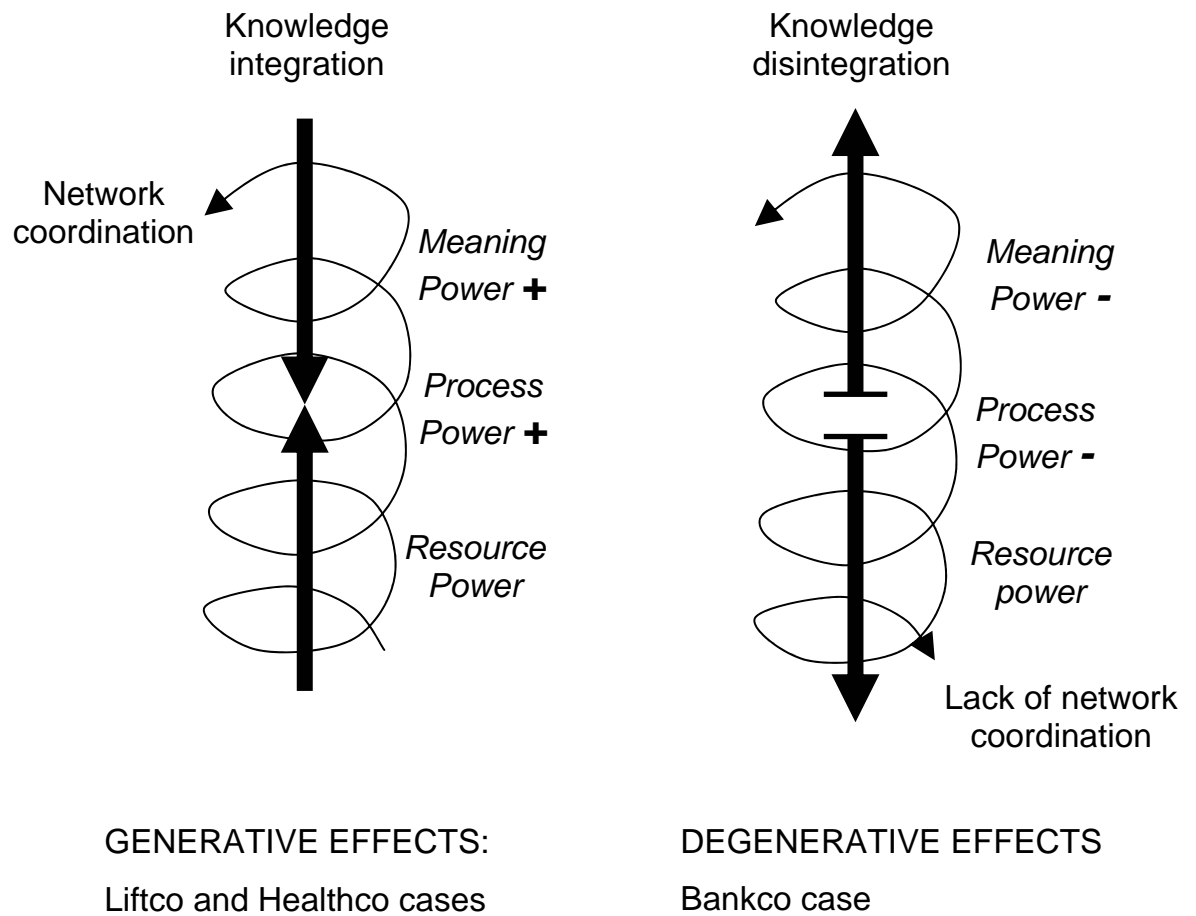 Knowledge
integration
Network
coordination
Meaning
Power +
Process
Power +
Resource
Power
GENERATIVE EFFECTS:
Liftco and Healthco cases
Knowledge
disintegration
Meaning
Power -
Process
Power -
Resource
power
Lack of network
coordination
DEGENERATIVE EFFECTS
Bankco case